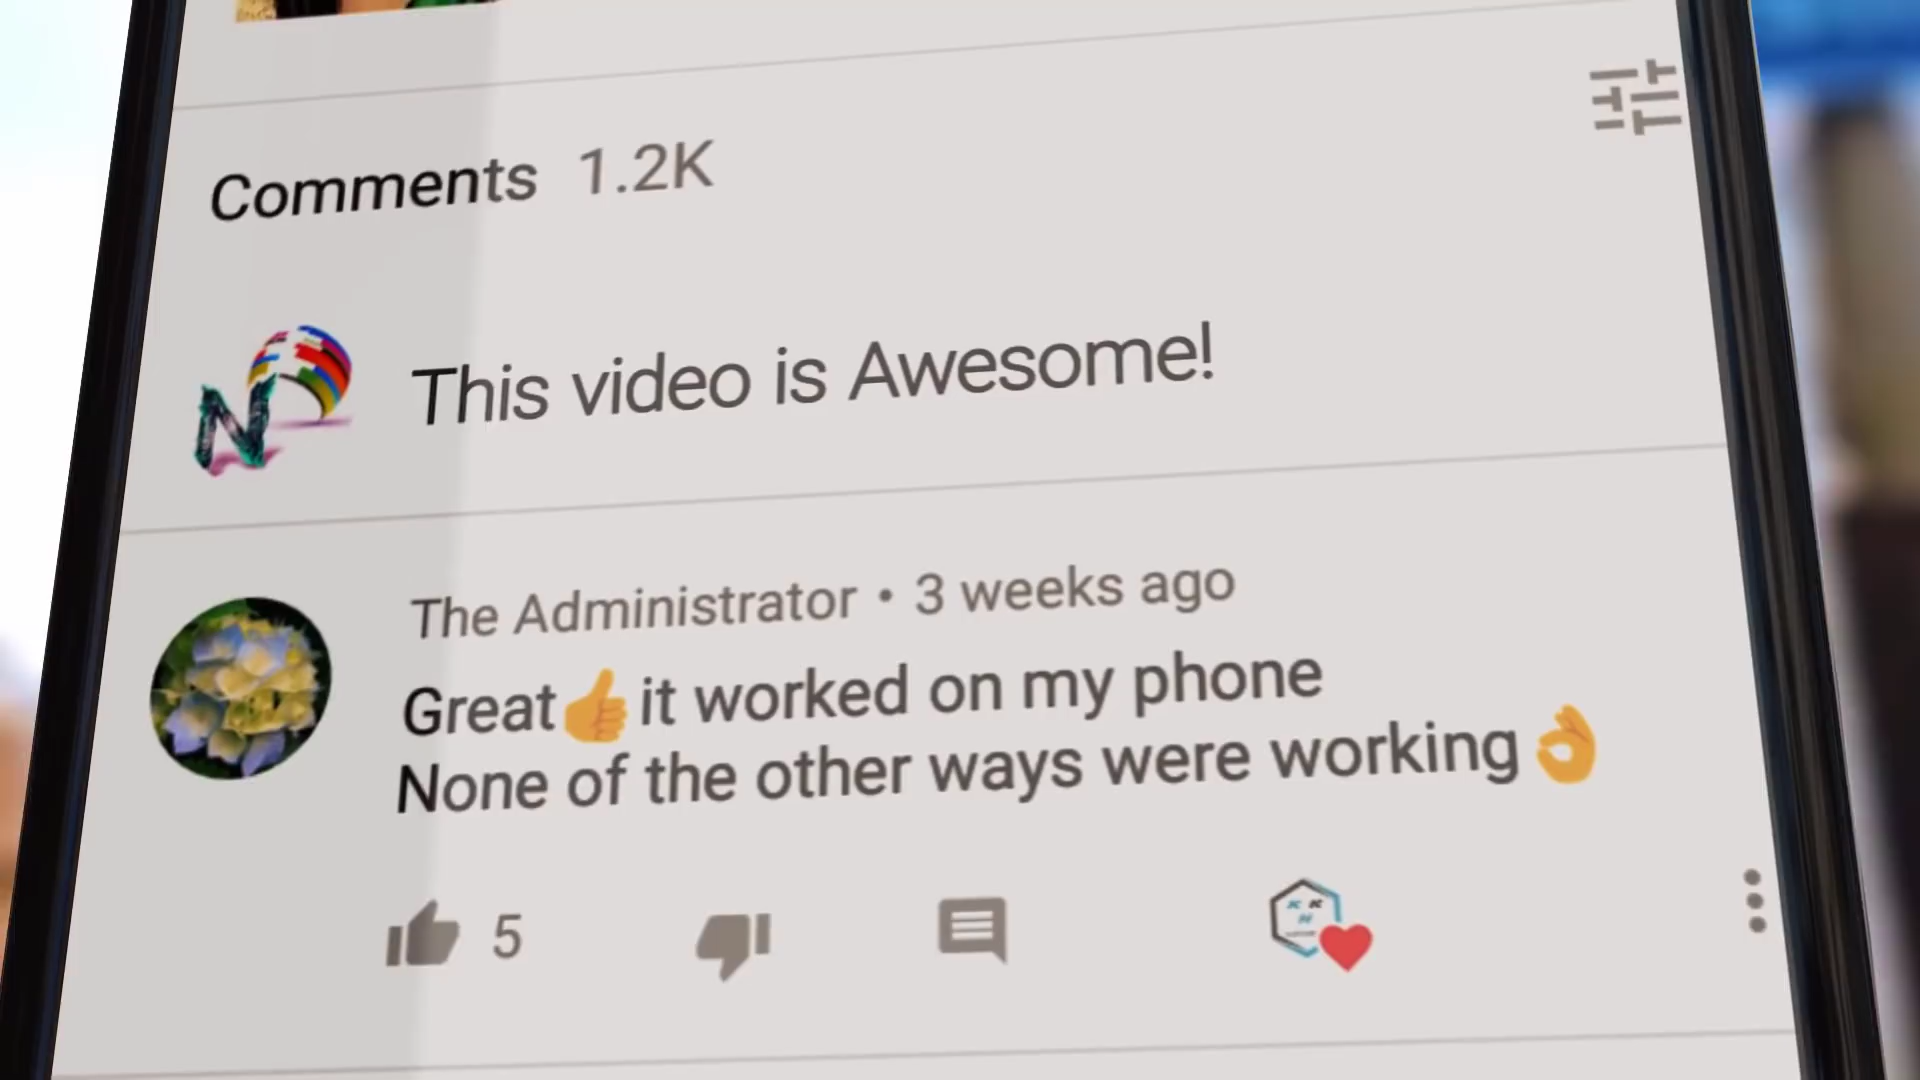 Comments 1.2K
This video is Awesome!
The Administrator • 3 weeks ago
Great👍it worked on my phone
None of the other ways were working👌
5